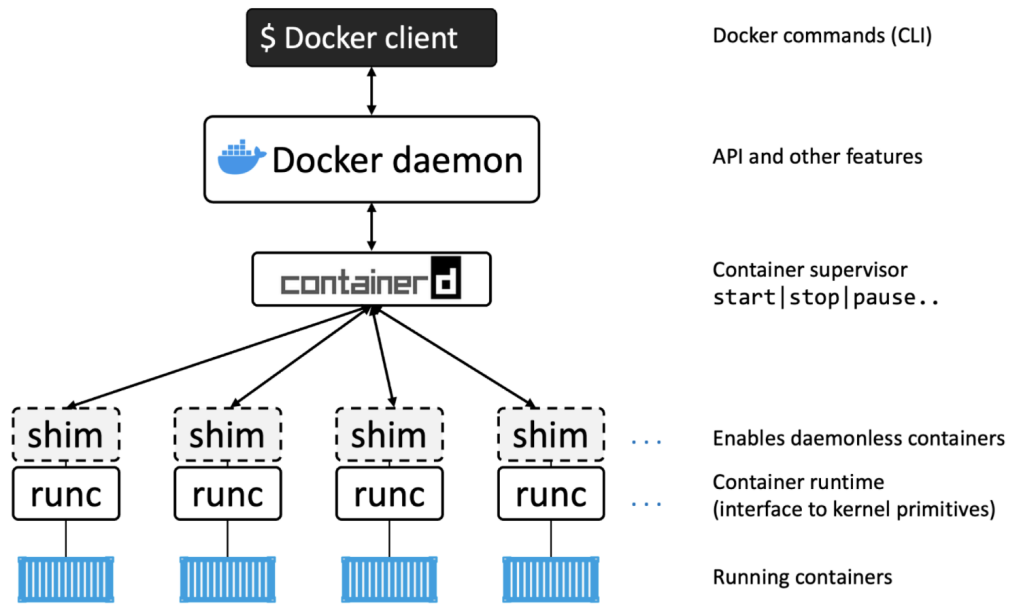 $ Docker client
Docker commands (CLI)
Docker daemon
API and other features
containerd
Container supervisor
start|stop|pause..
shim shim shim shim ...
Enables daemonless containers
runc runc runc runc ...
Container runtime
(interface to kernel primitives)
Running containers